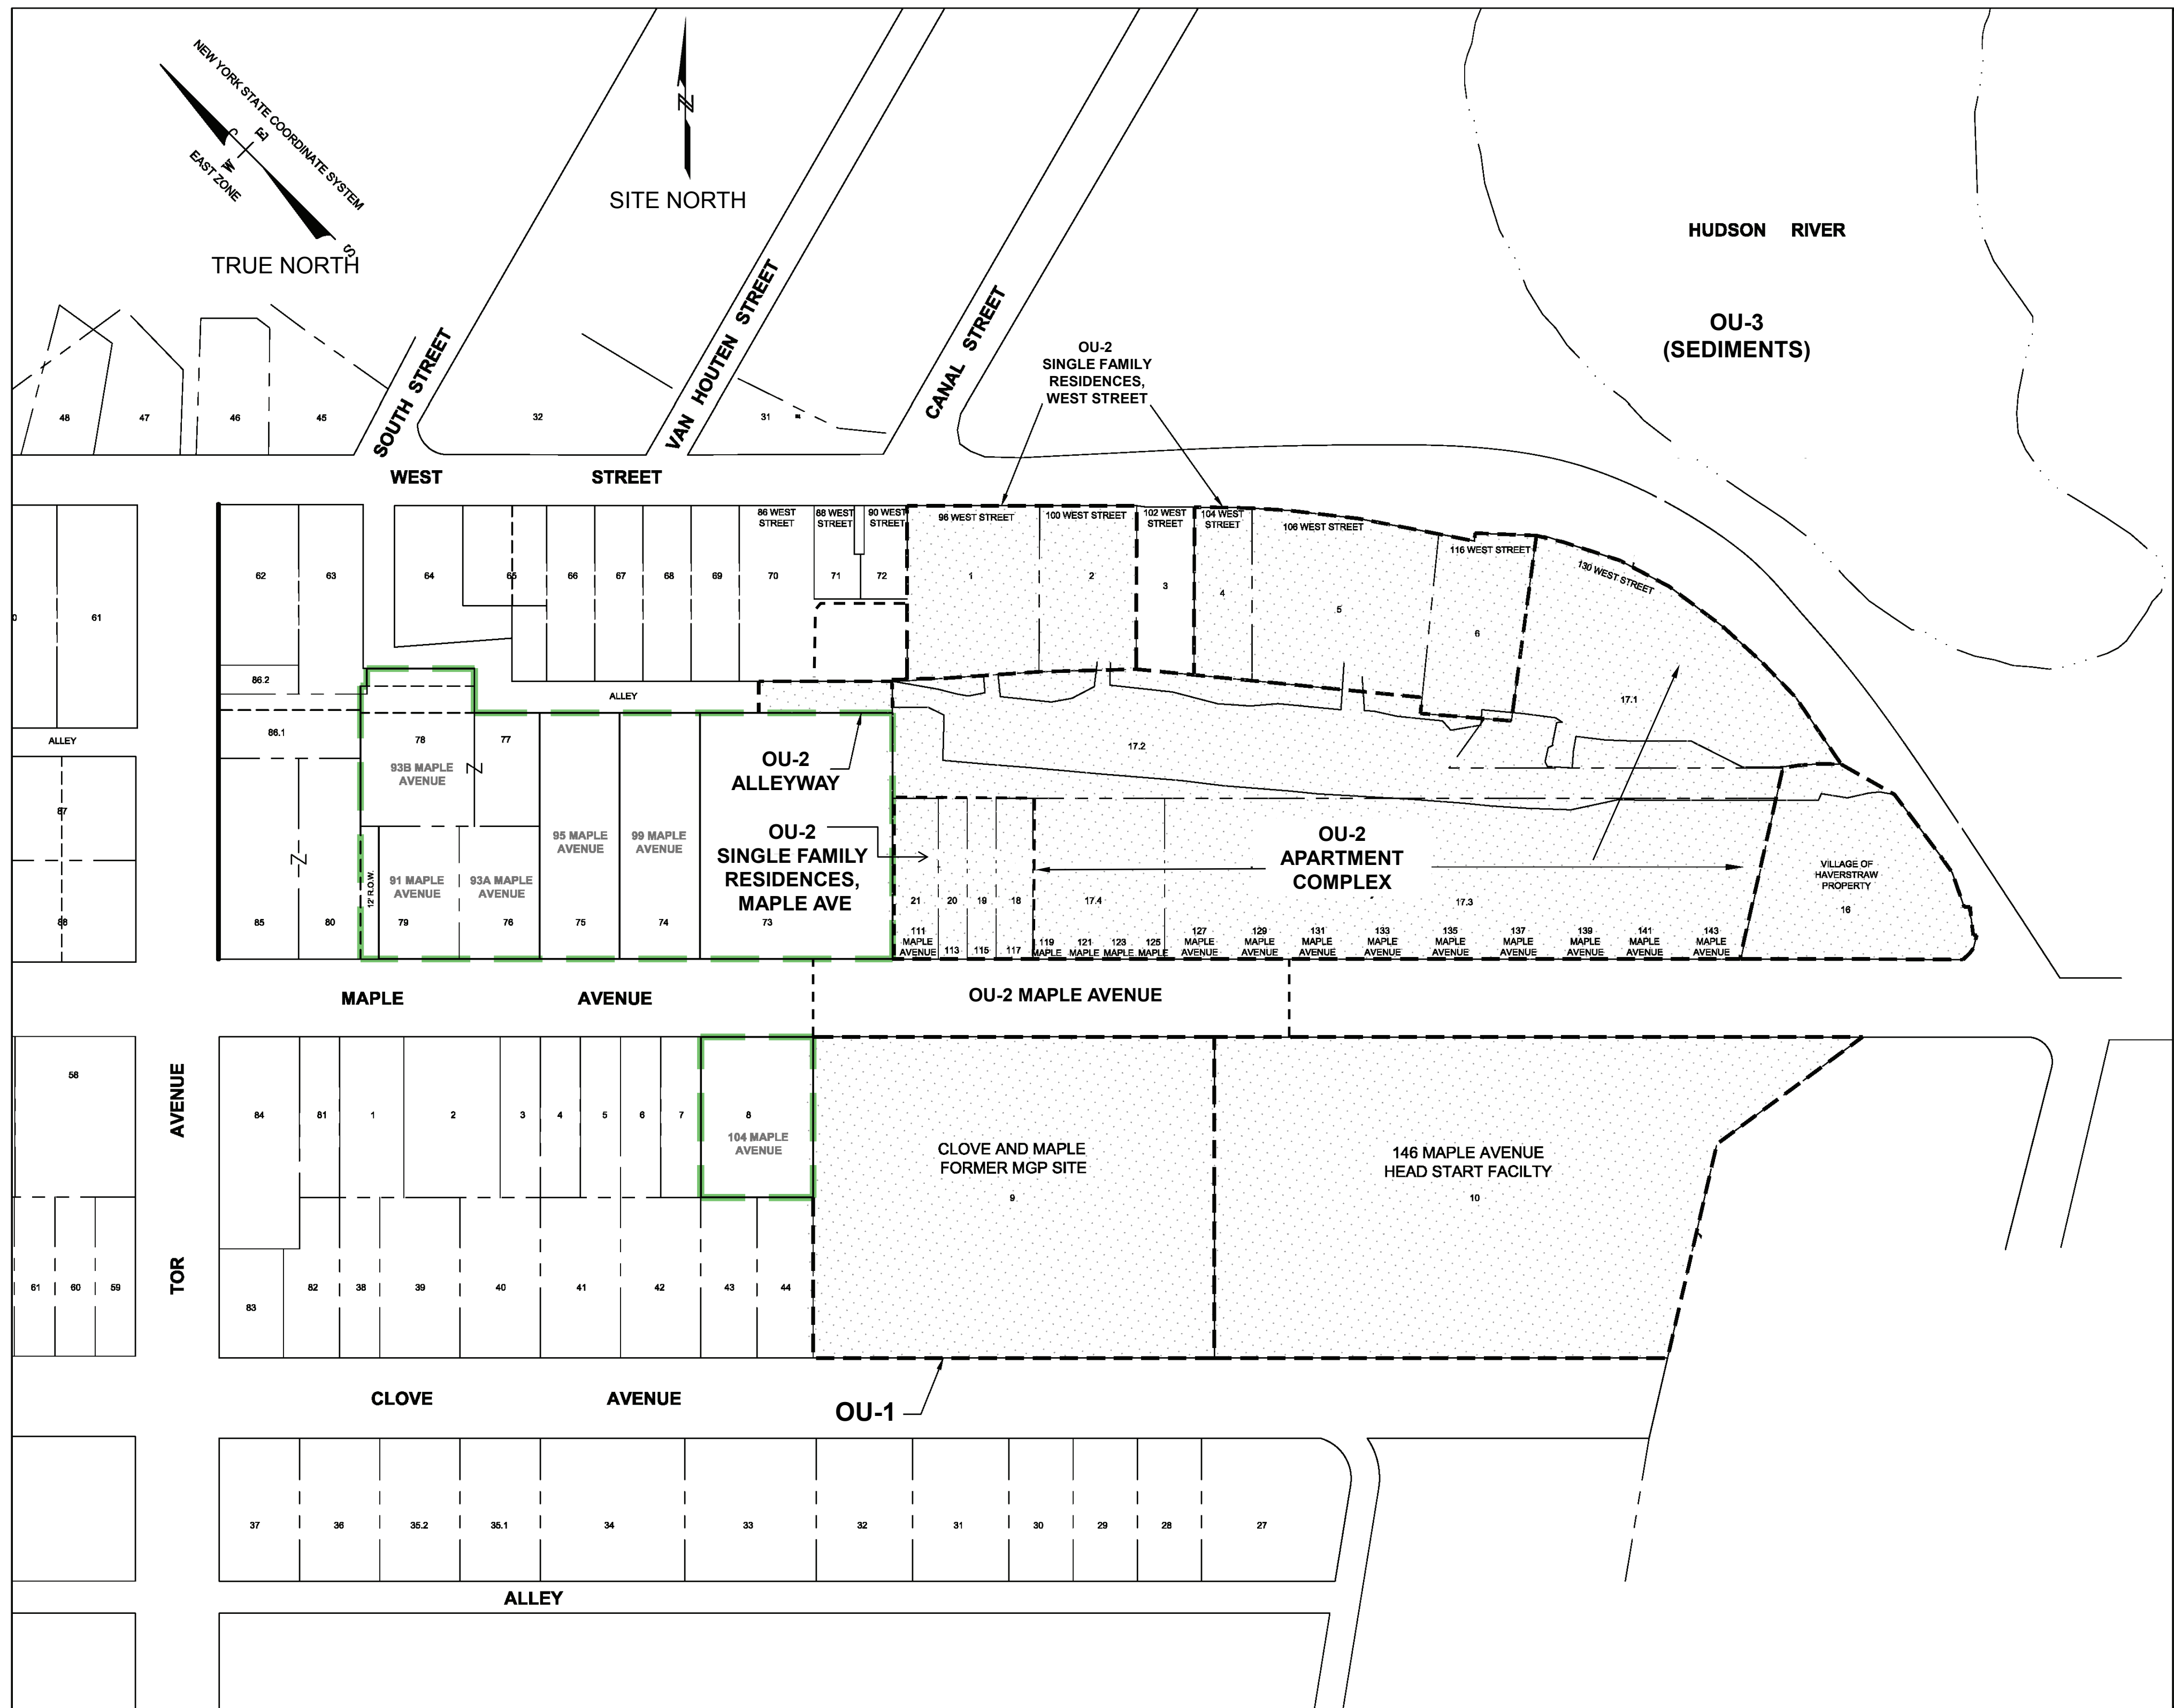 NEW YORK STATE COORDINATE SYSTEM
EAST ZONE
E
W
S
TRUE NORTH
N
SITE NORTH
HUDSON RIVER
OU-3
(SEDIMENTS)
SOUTH STREET
VAN HOUTEN STREET
CANAL STREET
OU-2
SINGLE FAMILY
RESIDENCES,
WEST STREET
48
47
46
45
32
31
WEST STREET
86 WEST
STREET
88 WEST
STREET
90 WEST
STREET
96 WEST STREET
100 WEST STREET
102 WEST
STREET
104 WEST
STREET
106 WEST STREET
116 WEST STREET
130 WEST STREET
0
61
62
63
64
65
66
67
68
69
70
71
72
1
2
3
4
5
6
17.1
86.2
ALLEY
86.1
ALLEY
78
77
93B MAPLE
AVENUE
Z
OU-2
ALLEYWAY
17.2
87
Z
95 MAPLE
AVENUE
99 MAPLE
AVENUE
OU-2
SINGLE FAMILY
RESIDENCES,
MAPLE AVE
OU-2
APARTMENT
COMPLEX
VILLAGE OF
HAVERSTRAW
PROPERTY
16
12' R.O.W.
91 MAPLE
AVENUE
93A MAPLE
AVENUE
88
85
80
79
76
75
74
73
21
20
19
18
17.4
17.3
111
MAPLE
AVENUE
113
115
117
119
MAPLE
121
MAPLE
123
MAPLE
125
MAPLE
127
MAPLE
AVENUE
129
MAPLE
AVENUE
131
MAPLE
AVENUE
133
MAPLE
AVENUE
135
MAPLE
AVENUE
137
MAPLE
AVENUE
139
MAPLE
AVENUE
141
MAPLE
AVENUE
143
MAPLE
AVENUE
MAPLE AVENUE
OU-2 MAPLE AVENUE
58
TOR AVENUE
84
81
1
2
3
4
5
6
7
8
104 MAPLE
AVENUE
CLOVE AND MAPLE
FORMER MGP SITE
9
146 MAPLE AVENUE
HEAD START FACILTY
10
61
60
59
83
82
38
39
40
41
42
43
44
CLOVE AVENUE
OU-1
37
36
35.2
35.1
34
33
32
31
30
29
28
27
ALLEY